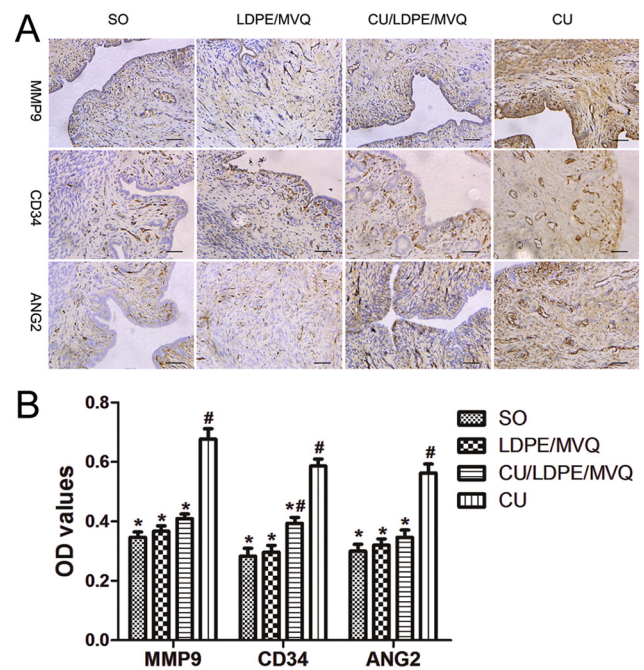 A
SO LDPE/MVQ CU/LDPE/MVQ CU
MMP9
CD34
ANG2
B
OD values
0.8
0.6
0.4
0.2
0.0
* * * #
* * *# #
* * * #
MMP9 CD34 ANG2
SO
LDPE/MVQ
CU/LDPE/MVQ
CU